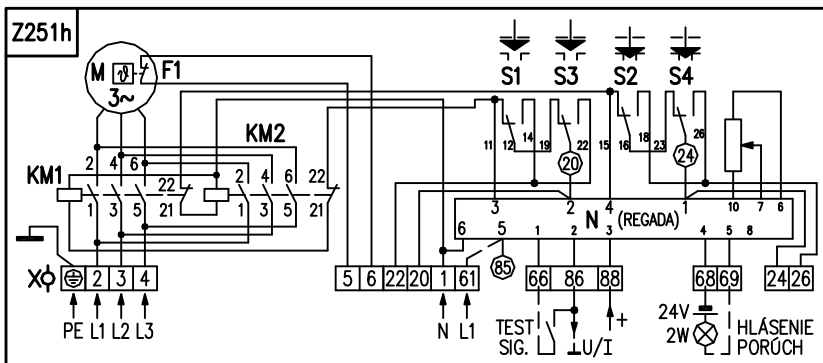 Z251h
S1 S3 S2 S4
M ϑ F1
3~
KM2
2 4 6 22 2 4 6 22
KM1
1 3 5 21 1 3 5 21
11 12 14 19 20 22 15 16 18 23 24 26
3 2 4 1 10 7 6
N (REGADA)
6 5 1 2 3 4 5 8
85
X 2 3 4 5 6 22 20 1 61 66 86 88 68 69 24 26
PE L1 L2 L3 N L1
TEST
SIG.
U/I
+
24V
2W
HLÁSENIE
PORÚCH